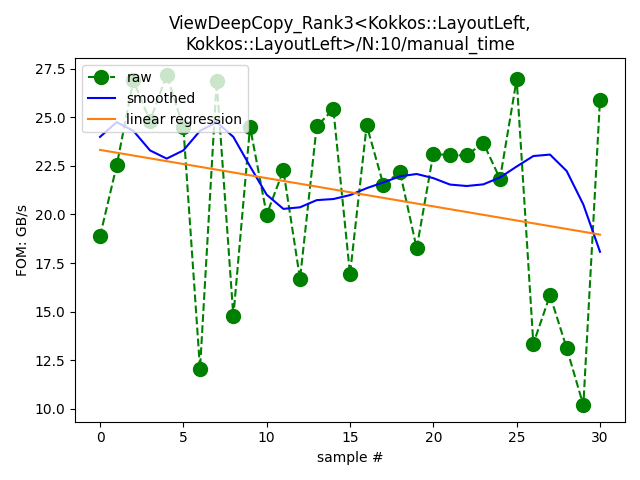 ViewDeepCopy_Rank3<Kokkos::LayoutLeft,
Kokkos::LayoutLeft>/N:10/manual_time
raw
smoothed
linear regression
FOM: GB/s
27.5
25.0
22.5
20.0
17.5
15.0
12.5
10.0
0
5
10
15
20
25
30
sample #